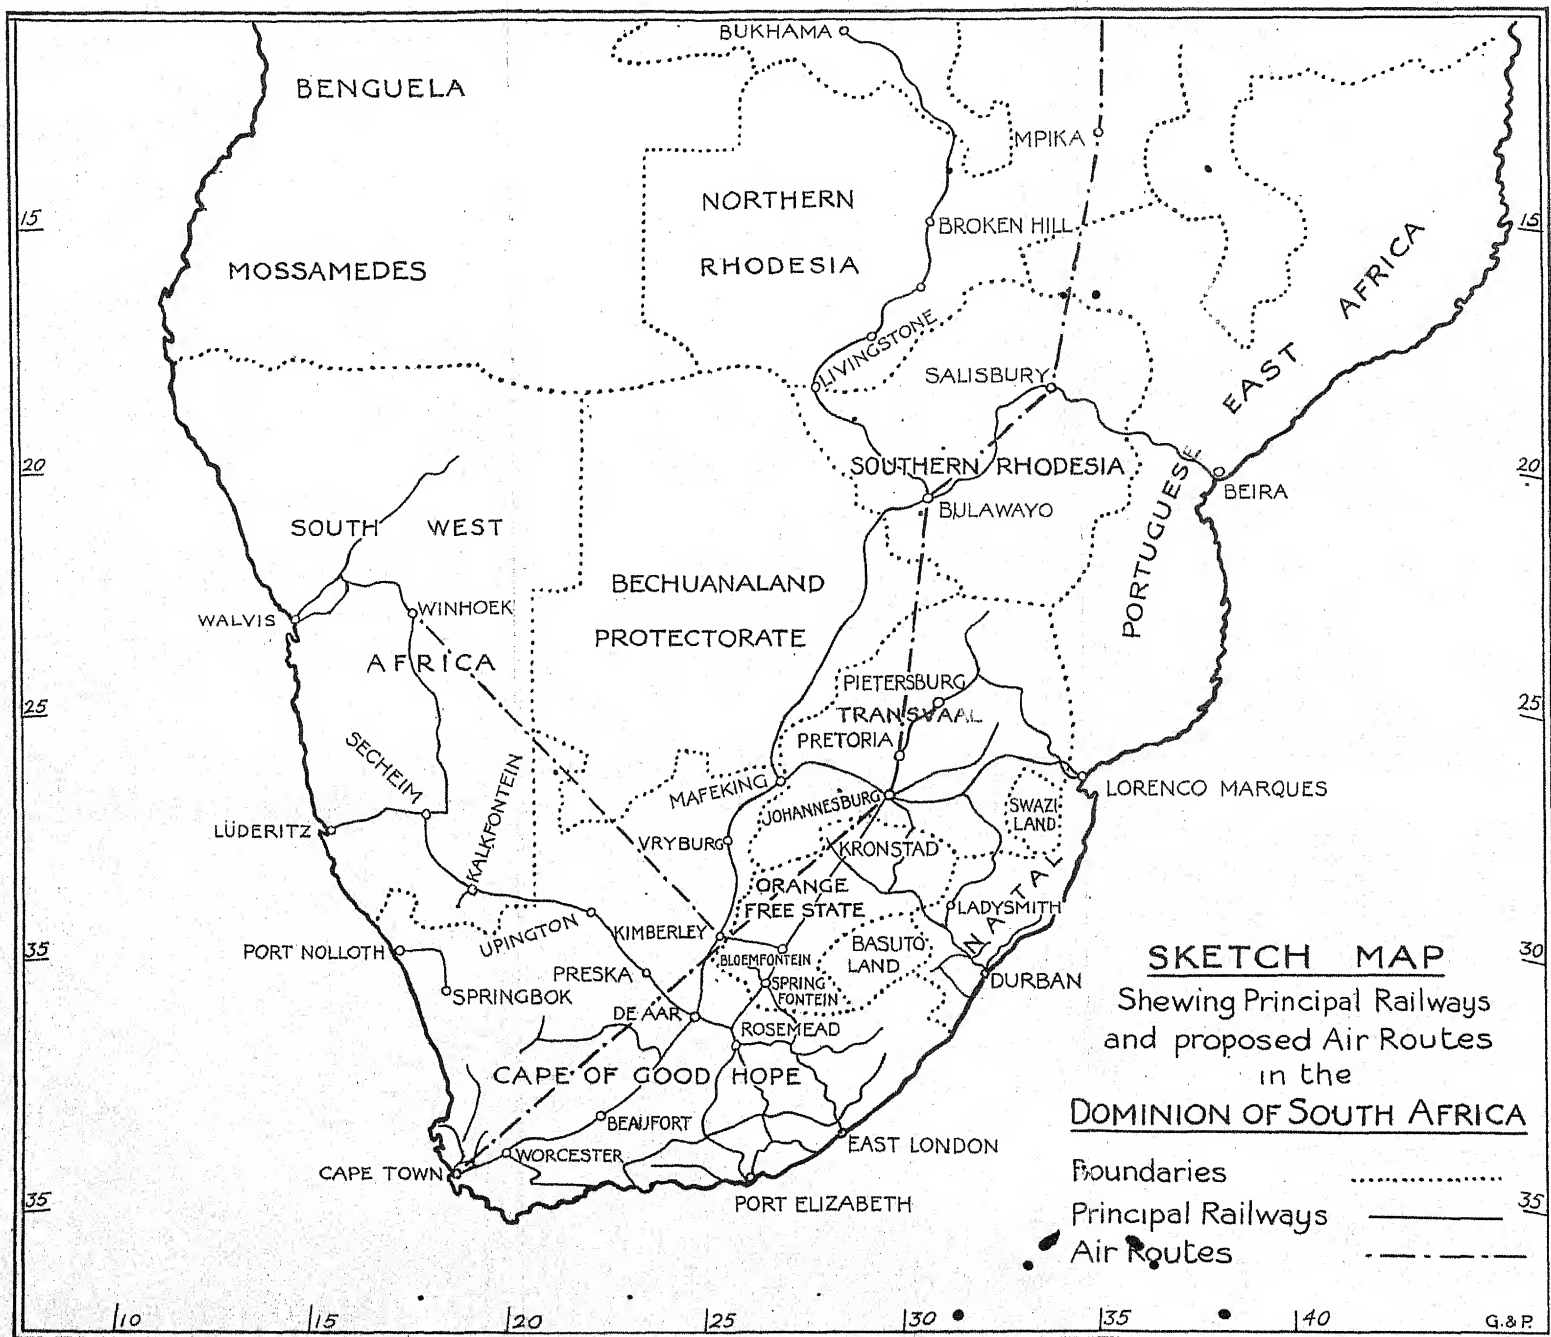 BUKHAMA
BENGUELA
MPIKA
NORTHERN
RHODESIA
BROKEN HILL
15
15
MOSSAMEDES
EAST AFRICA
LIVINGSTONE
SALISBURY
20
SOUTHERN RHODESIA
20
BEIRA
BULAWAYO
SOUTH WEST
AFRICA
PORTUGUESE
BECHUANALAND
PROTECTORATE
WALVIS
WINHOEK
25
PIETERSBURG
TRANSVAAL
25
PRETORIA
SECHEIM
KALKFONTEIN
MAFEKING
JOHANNESBURG
LORENCO MARQUES
SWAZI
LAND
LÜDERITZ
VRYBURG
KRONSTAD
ORANGE
FREE STATE
NATAL
LADYSMITH
UPINGTON
KIMBERLEY
PORT NOLLOTH
35
BLOEMFONTEIN
BASUTO
LAND
30
SPRINGBOK
PRESKA
SPRING
FONTEIN
DURBAN
DE AAR
ROSEMEAD
CAPE OF GOOD HOPE
BEAUFORT
CAPE TOWN
WORCESTER
EAST LONDON
PORT ELIZABETH
35
SKETCH MAP
Shewing Principal Railways
and proposed Air Routes
in the
DOMINION OF SOUTH AFRICA
Boundaries
Principal Railways
35
Air Routes
10 15 20 25 30 35 40
G. & P.